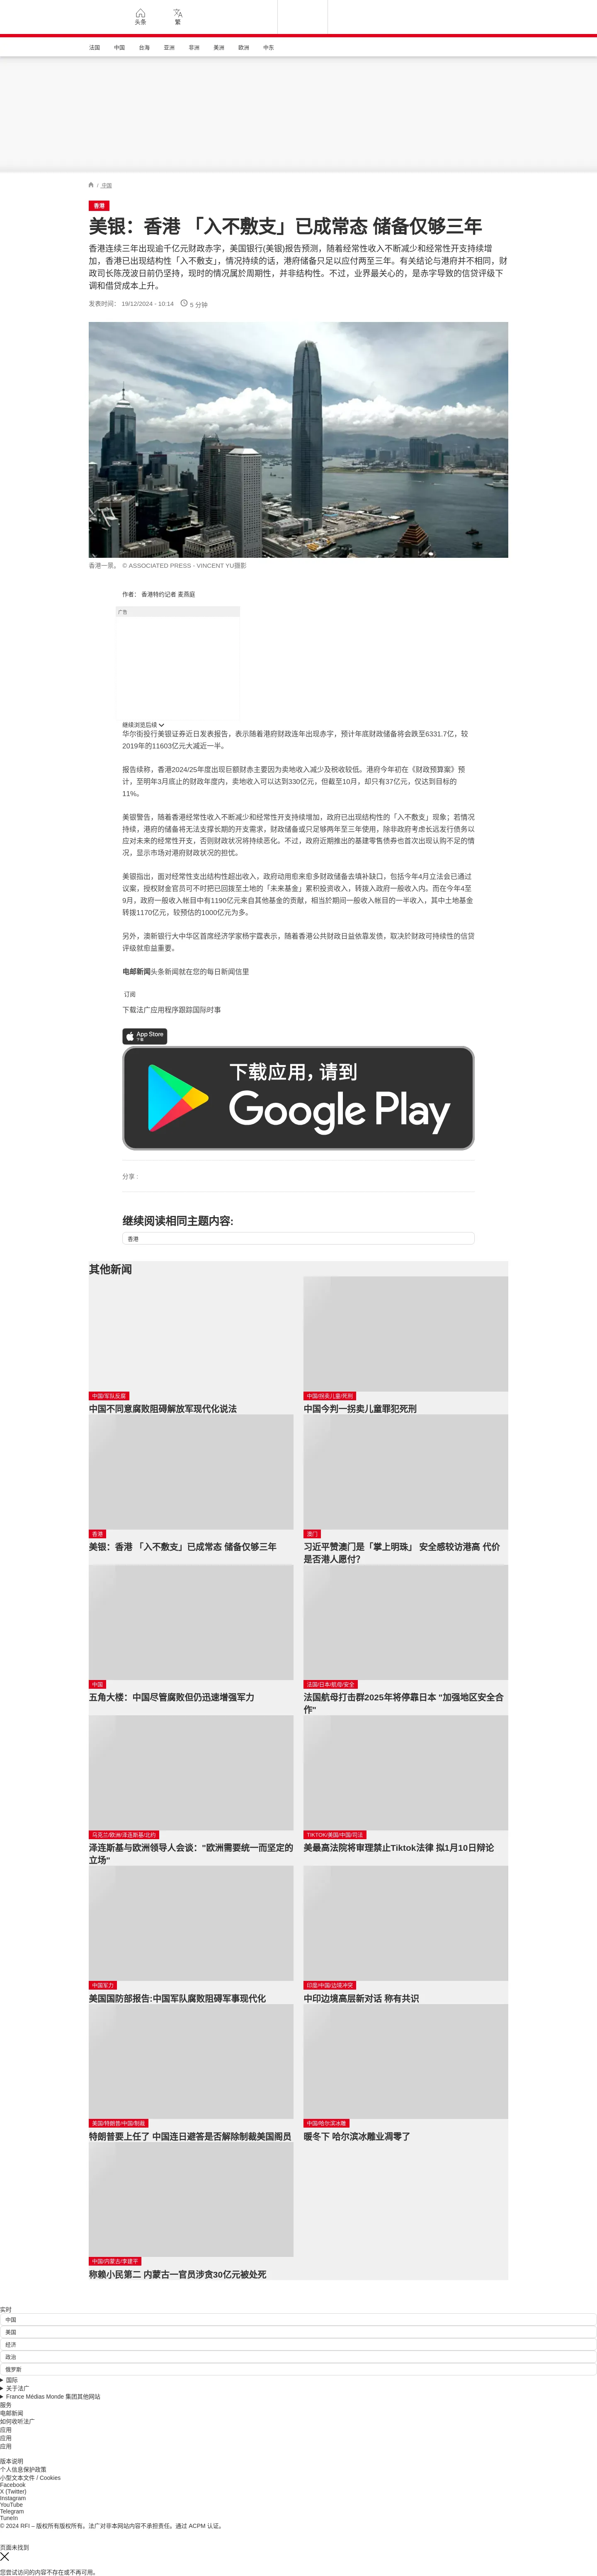 头条
繁
法国 中国 台海 亚洲 非洲 美洲 欧洲 中东
/ 中国
香港
美银：香港 「入不敷支」已成常态 储备仅够三年
香港连续三年出现逾千亿元财政赤字，美国银行(美银)报告预测，随着经常性收入不断减少和经常性开支持续增
加，香港已出现结构性「入不敷支」，情况持续的话，港府储备只足以应付两至三年。有关结论与港府并不相同，财
政司长陈茂波日前仍坚持，现时的情况属於周期性，并非结构性。不过，业界最关心的，是赤字导致的信贷评级下
调和借贷成本上升。
发表时间： 19/12/2024 - 10:14 5 分钟
香港一景。 © ASSOCIATED PRESS - VINCENT YU摄影
作者： 香港特约记者 麦燕庭
广告
继续浏览后续
华尔街投行美银证券近日发表报告，表示随着港府财政连年出现赤字，预计年底财政储备将会跌至6331.7亿，较
2019年的11603亿元大减近一半。
报告续称，香港2024/25年度出现巨额财赤主要因为卖地收入减少及税收较低。港府今年初在《财政预算案》预
计，至明年3月底止的财政年度内，卖地收入可以达到330亿元，但截至10月，却只有37亿元，仅达到目标的
11%。
美银警告，随着香港经常性收入不断减少和经常性开支持续增加，政府已出现结构性的「入不敷支」现象；若情况
持续，港府的储备将无法支撑长期的开支需求，财政储备或只足够两年至三年使用，除非政府考虑长远发行债务以
应对未来的经常性开支，否则财政状况将持续恶化。不过，政府近期推出的基建零售债券也首次出现认购不足的情
况，显示市场对港府财政状况的担忧。
美银指出，面对经常性支出结构性超出收入，政府动用愈来愈多财政储备去填补缺口，包括今年4月立法会已通过
议案，授权财金官员可不时把已回拨至土地的「未来基金」累积投资收入，转拨入政府一般收入内。而在今年4至
9月，政府一般收入帐目中有1190亿元来自其他基金的贡献，相当於期间一般收入帐目的一半收入，其中土地基金
转拨1170亿元，较预估的1000亿元为多。
另外，澳新银行大中华区首席经济学家杨宇霆表示，随着香港公共财政日益依靠发债，取决於财政可持续性的信贷
评级就愈益重要。
电邮新闻头条新闻就在您的每日新闻信里
订阅
下载法广应用程序跟踪国际时事
App Store
下载
下载应用，请到
Google Play
分享 :
继续阅读相同主题内容:
香港
其他新闻
中国/军队反腐
中国不同意腐败阻碍解放军现代化说法
中国/拐卖儿童/死刑
中国今判一拐卖儿童罪犯死刑
香港
美银：香港 「入不敷支」已成常态 储备仅够三年
澳门
习近平赞澳门是「掌上明珠」 安全感较访港高 代价
是否港人愿付？
中国
五角大楼：中国尽管腐败但仍迅速增强军力
法国/日本/航母/安全
法国航母打击群2025年将停靠日本 "加强地区安全合
作"
乌克兰/欧洲/泽连斯基/北约
泽连斯基与欧洲领导人会谈："欧洲需要统一而坚定的
立场"
TIKTOK/美国/中国/司法
美最高法院将审理禁止Tiktok法律 拟1月10日辩论
中国军力
美国国防部报告:中国军队腐败阻碍军事现代化
印度/中国/边境冲突
中印边境高层新对话 称有共识
美国/特朗普/中国/制裁
特朗普要上任了 中国连日避答是否解除制裁美国阁员
中国/哈尔滨冰雕
暖冬下 哈尔滨冰雕业凋零了
中国/内蒙古/李建平
称赖小民第二 内蒙古一官员涉贪30亿元被处死
实时
中国
美国
经济
政治
俄罗斯
国际
关于法广
France Médias Monde 集团其他网站
服务
电邮新闻
如何收听法广
应用
应用
应用
版本说明
个人信息保护政策
小型文本文件 / Cookies
Facebook
X (Twitter)
Instagram
YouTube
Telegram
TuneIn
© 2024 RFI – 版权所有版权所有。法广对非本网站内容不承担责任。通过 ACPM 认证。
页面未找到
您尝试访问的内容不存在或不再可用。